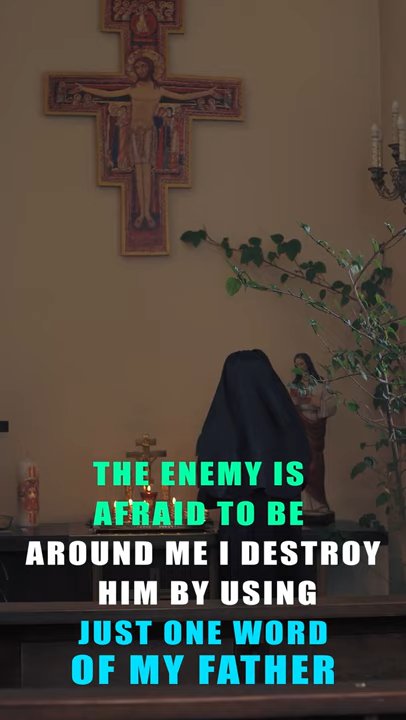 THE ENEMY IS
AFRAID TO BE
AROUND ME I DESTROY
HIM BY USING
JUST ONE WORD
OF MY FATHER